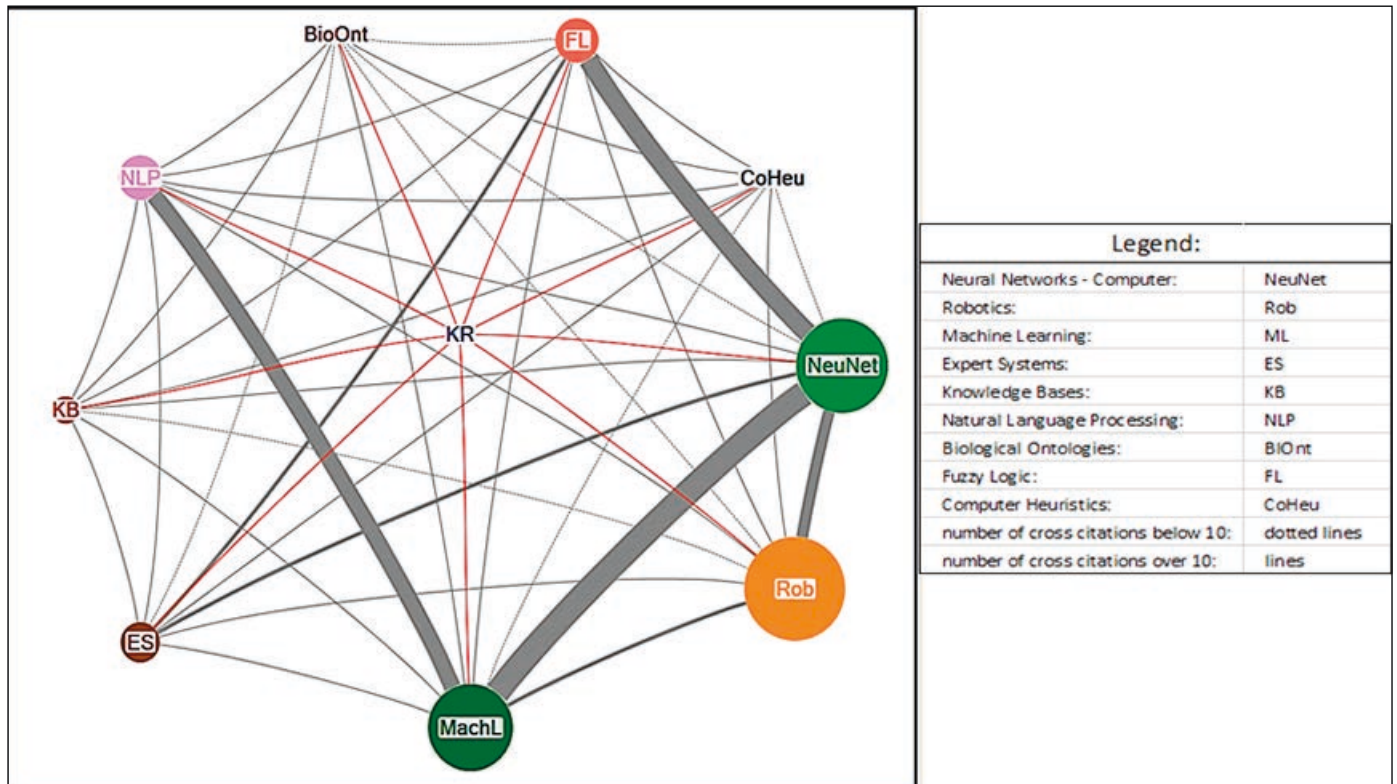 BioOnt
FL
NLP
CoHeu
KR
NeuNet
KB
Rob
ES
MachL
Legend:
Neural Networks - Computer: NeuNet
Robotics: Rob
Machine Learning: ML
Expert Systems: ES
Knowledge Bases: KB
Natural Language Processing: NLP
Biological Ontologies: BIOnt
Fuzzy Logic: FL
Computer Heuristics: CoHeu
number of cross citations below 10: dotted lines
number of cross citations over 10: lines